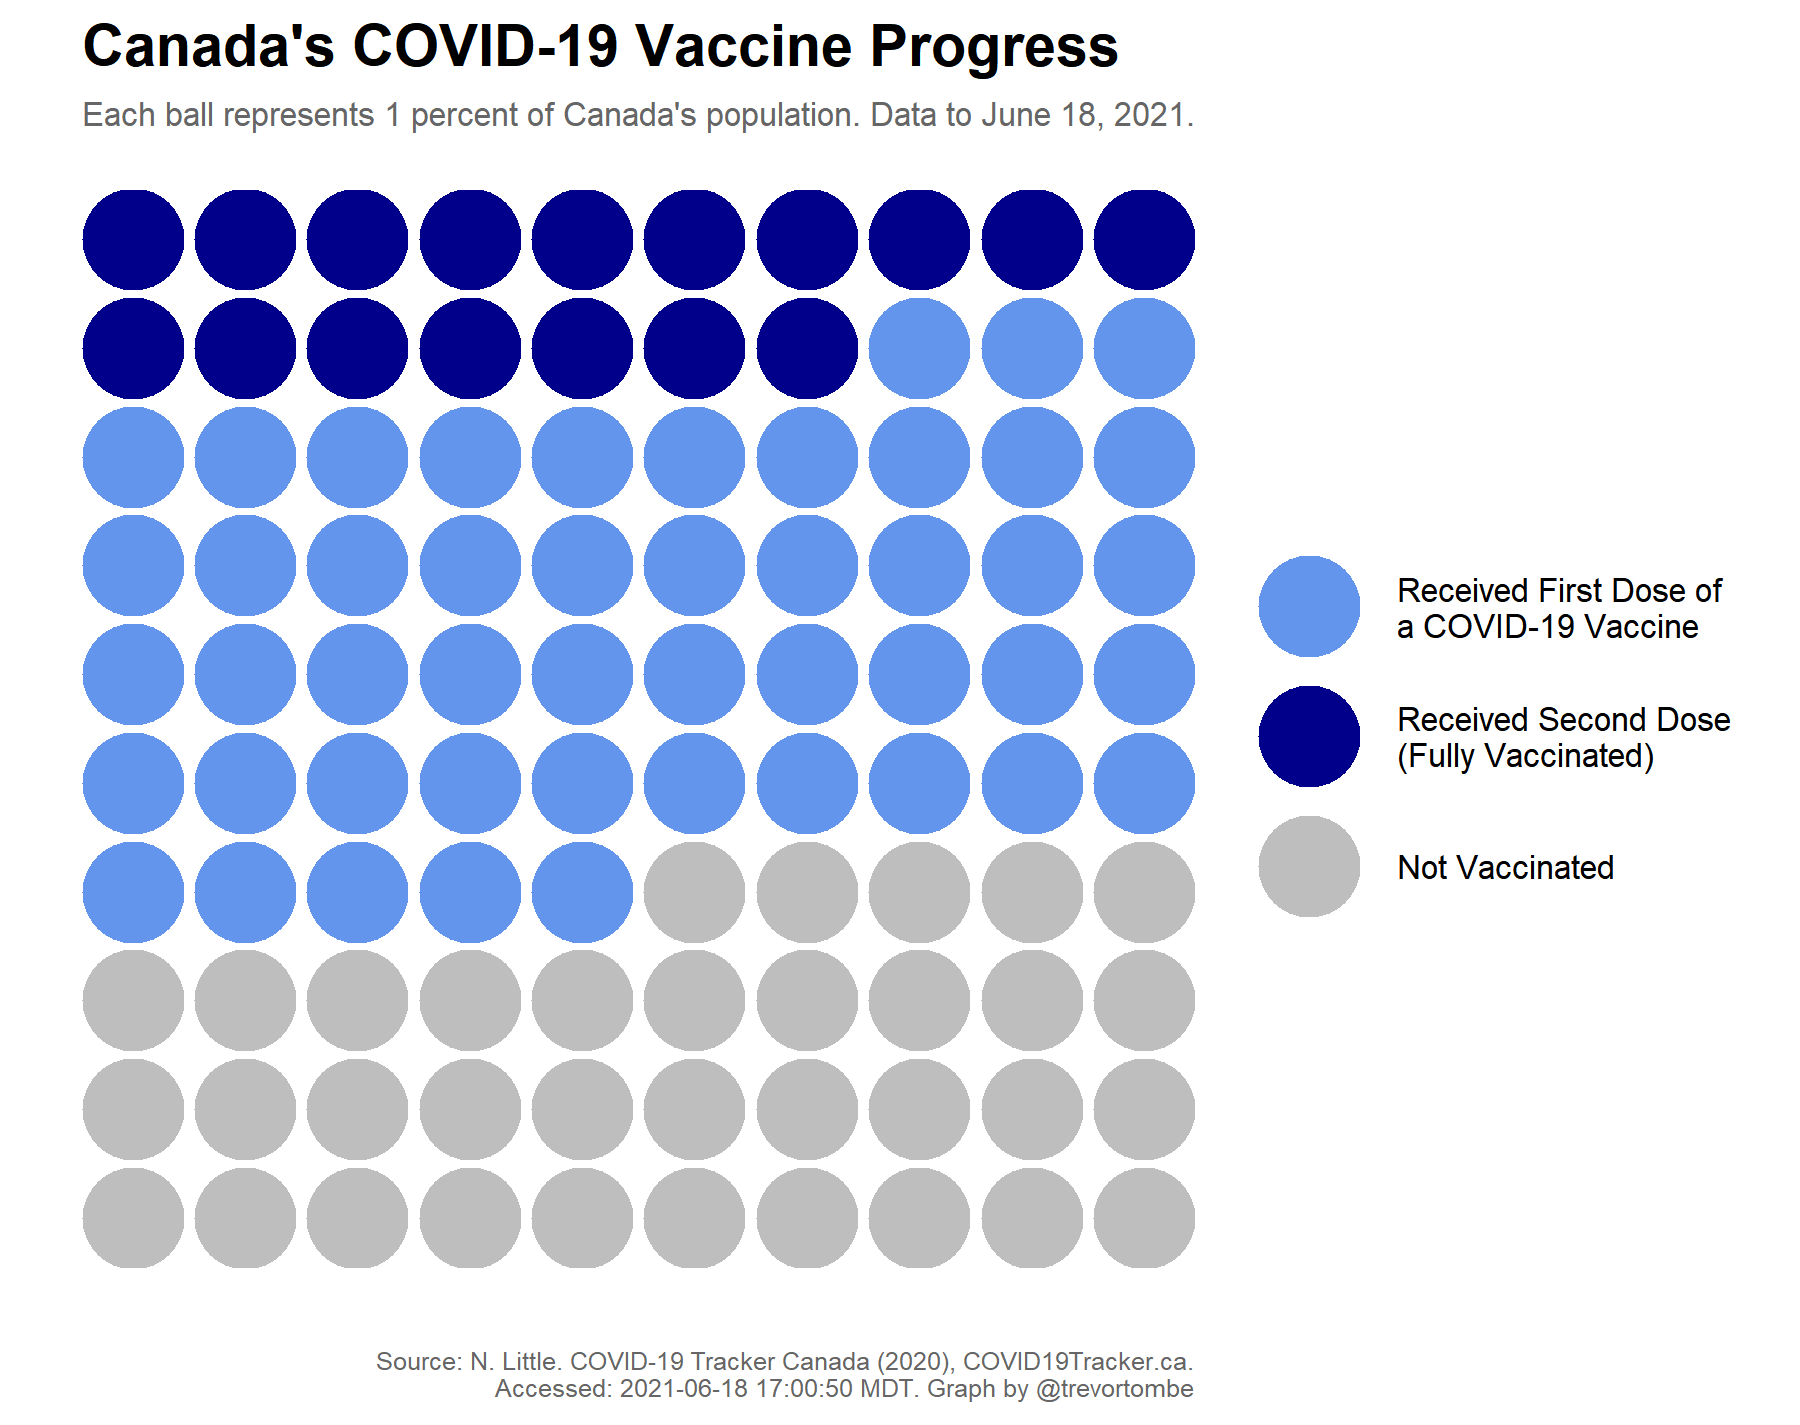 Canada's COVID-19 Vaccine Progress
Each ball represents 1 percent of Canada's population. Data to June 18, 2021.
Received First Dose of
a COVID-19 Vaccine
Received Second Dose
(Fully Vaccinated)
Not Vaccinated
Source: N. Little. COVID-19 Tracker Canada (2020), COVID19Tracker.ca.
Accessed: 2021-06-18 17:00:50 MDT. Graph by @trevortombe